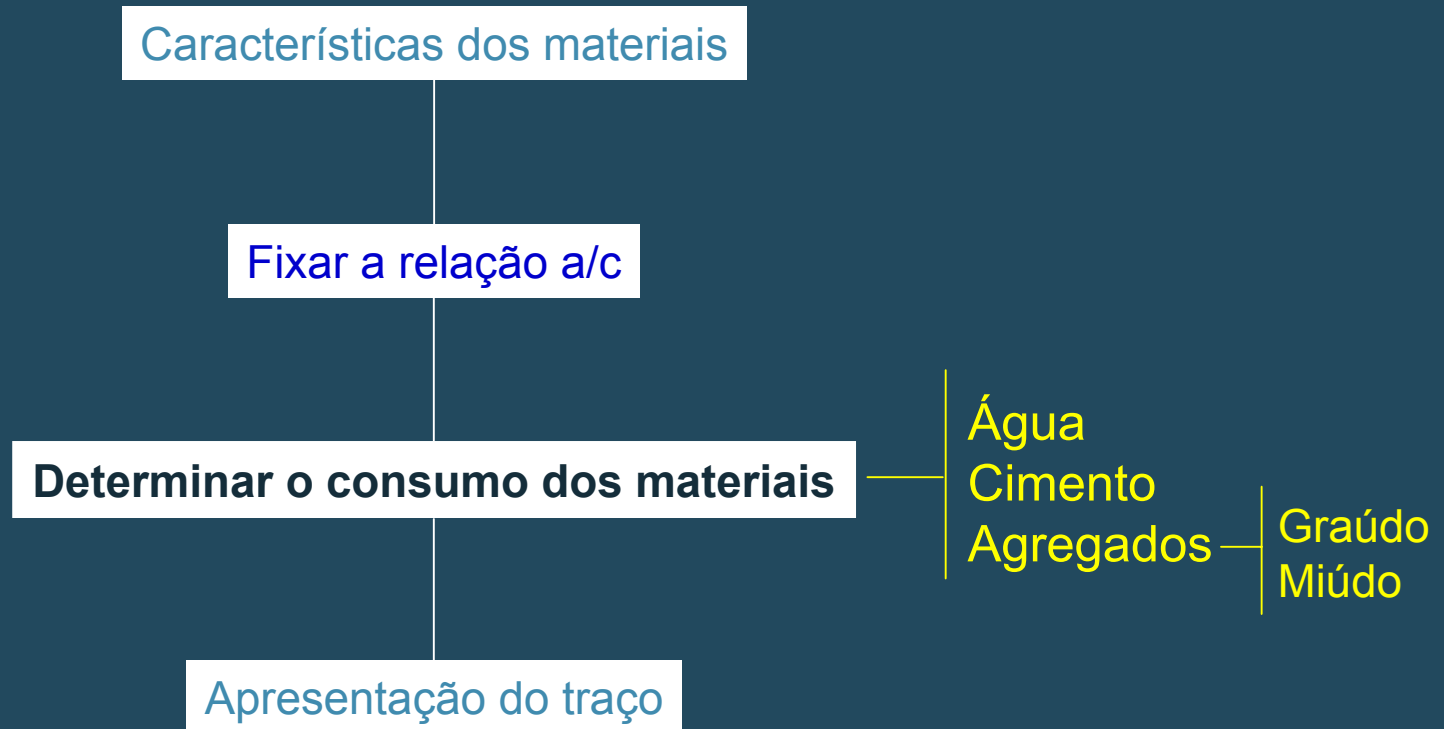 Características dos materiais
Fixar a relação a/c
Determinar o consumo dos materiais
Água
Cimento
Agregados
Graúdo
Miúdo
Apresentação do traço